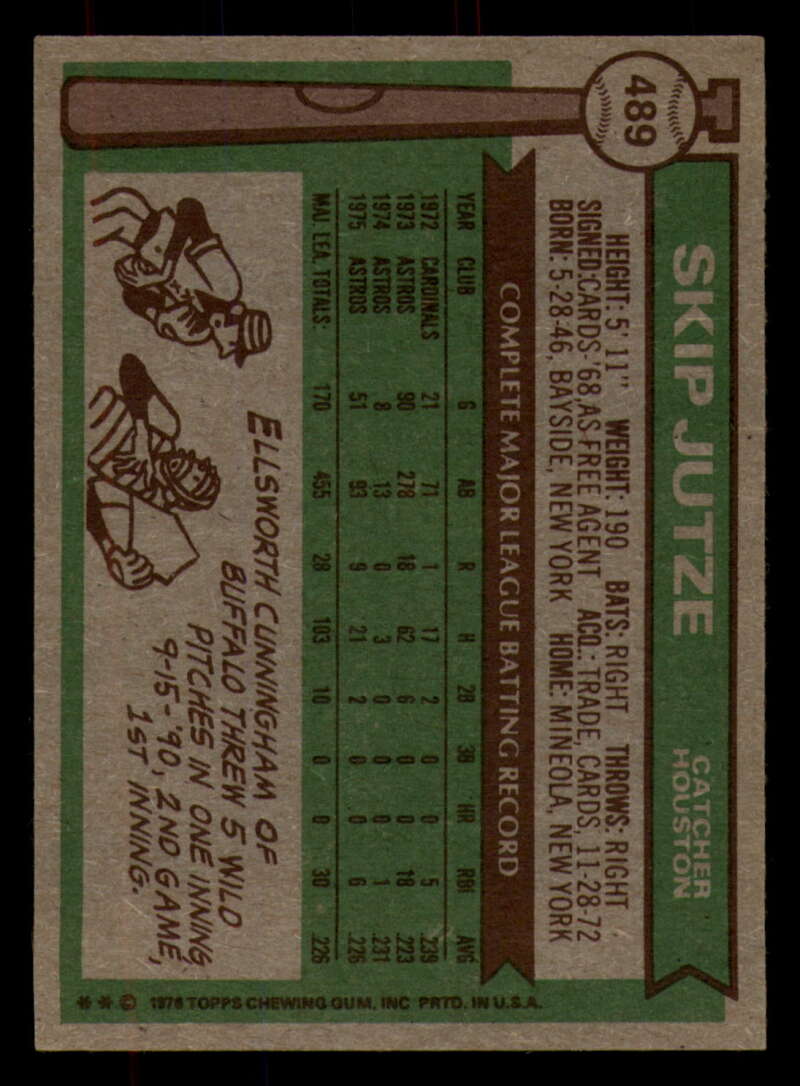 489
SKIP JUTZE
CATCHER
HOUSTON
HEIGHT: 5' 11" WEIGHT: 190 BATS: RIGHT THROWS: RIGHT
SIGNED: CARDS-'68 AS FREE AGENT ACQ.: TRADE, CARDS, 11-28-72
BORN: 5-28-46, BAYSIDE, NEW YORK HOME: MINEOLA, NEW YORK
COMPLETE MAJOR LEAGUE BATTING RECORD
YEAR CLUB G AB R H 2B 3B HR RBI AVG
1972 CARDINALS 21 71 1 17 2 0 0 5 .239
1973 ASTROS 90 278 18 62 6 0 0 18 .223
1974 ASTROS 8 13 0 3 0 0 0 1 .231
1975 ASTROS 51 93 9 21 2 0 0 6 .226
MAJ. LEA. TOTALS: 170 455 28 103 10 0 0 30 .226
ELLSWORTH CUNNINGHAM OF
BUFFALO THREW 5 WILD
PITCHES IN ONE INNING
9-15-'90, 2ND GAME,
1ST INNING.
** © 1976 TOPPS CHEWING GUM, INC PRTD. IN U.S.A.